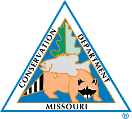 CONSERVATION
DEPARTMENT
MISSOURI
®